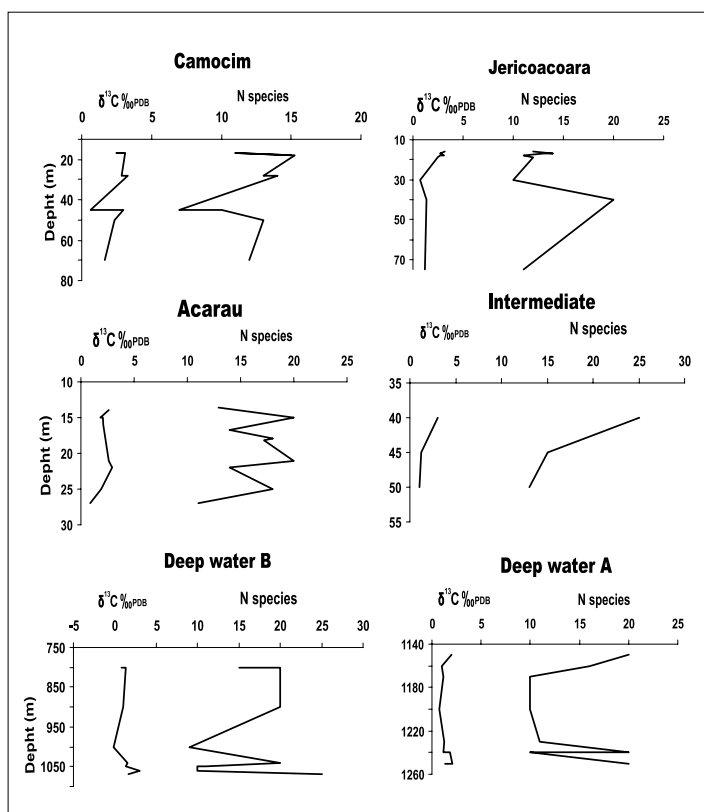 Camocim
δ13C ‰PDB N species
0 5 10 15 20
Depht (m)
20
40
60
80
Jericoacoara
δ13C ‰PDB N species
0 5 10 15 20 25
10
30
50
70
Acarau
δ13C ‰PDB N species
0 5 10 15 20 25
Depht (m)
10
15
20
25
30
Intermediate
δ13C ‰PDB N species
0 5 10 15 20 25 30
35
40
45
50
55
Deep water B
δ13C ‰PDB N species
-5 0 5 10 15 20 25 30
Depht (m)
750
850
950
1050
Deep water A
δ13C ‰PDB N species
0 5 10 15 20 25
1140
1180
1220
1260